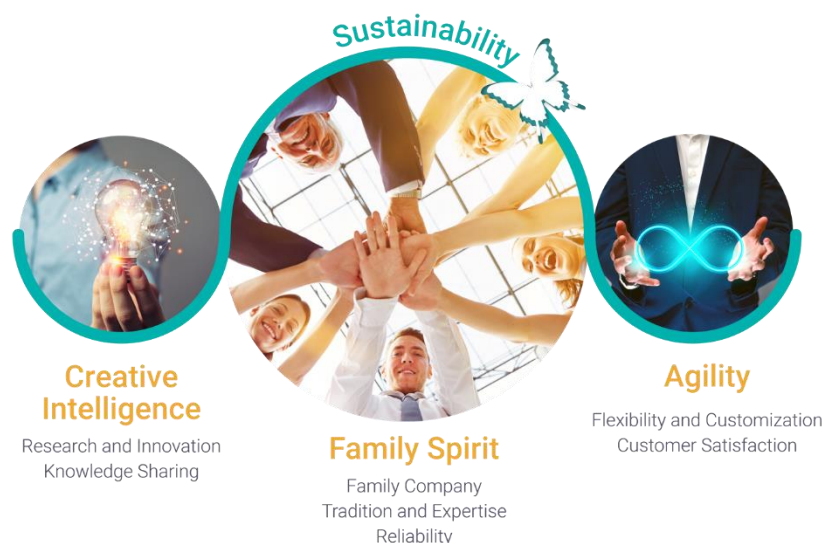 Sustainability
Creative
Intelligence
Research and Innovation
Knowledge Sharing
Family Spirit
Family Company
Tradition and Expertise
Reliability
Agility
Flexibility and Customization
Customer Satisfaction